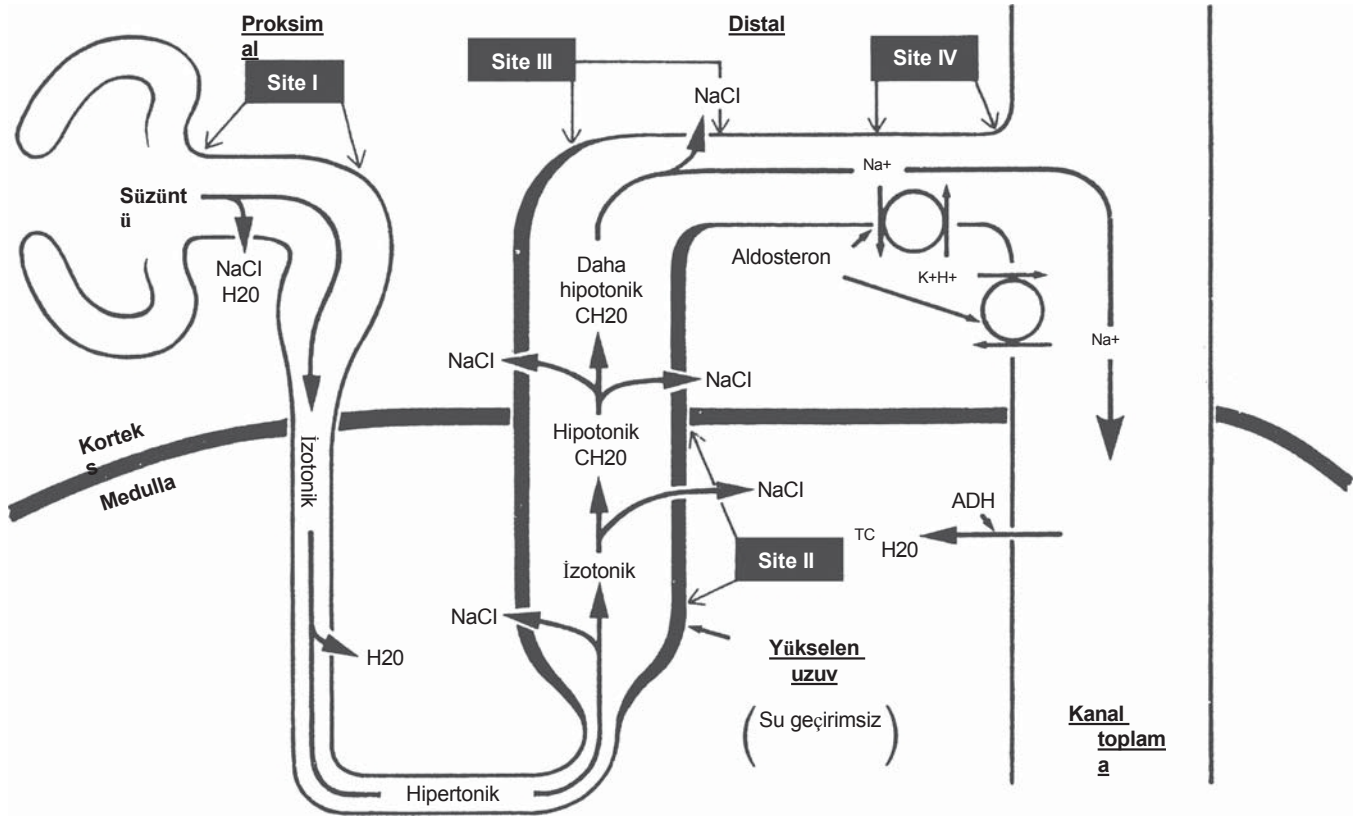 Proksim
al
Site I
Süzünt
ü
NaCl
H20
İzotonik
Kortek
s
Medulla
H20
Hipertonik
Distal
Site III
NaCl
Site IV
Na+
Aldosteron
K+H+
Na+
Daha
hipotonik
CH20
NaCl
NaCl
Hipotonik
CH20
NaCl
İzotonik
NaCl
Site II
ADH
TC H20
Yükselen
uzuv
(Su geçirimsiz)
Kanal
toplam
a